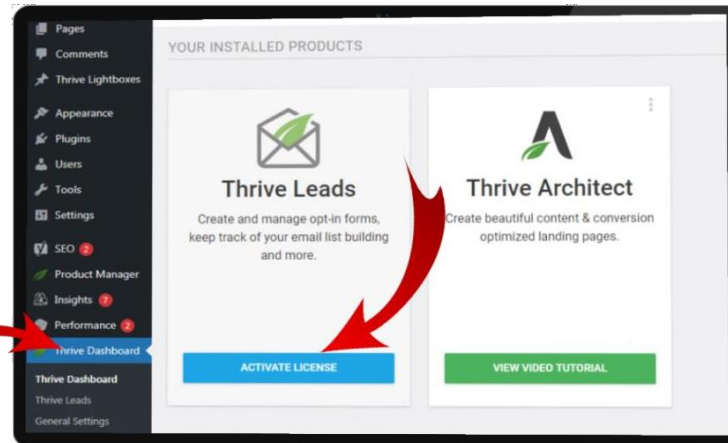 Pages
Comments
Thrive Lightboxes
Appearance
Plugins
Users
Tools
Settings
SEO 2
Product Manager
Insights 7
Performance 2
Thrive Dashboard
Thrive Dashboard
Thrive Leads
General Settings
YOUR INSTALLED PRODUCTS
Thrive Leads
Create and manage opt-in forms,
keep track of your email list building
and more.
ACTIVATE LICENSE
Thrive Architect
Create beautiful content & conversion
optimized landing pages.
VIEW VIDEO TUTORIAL